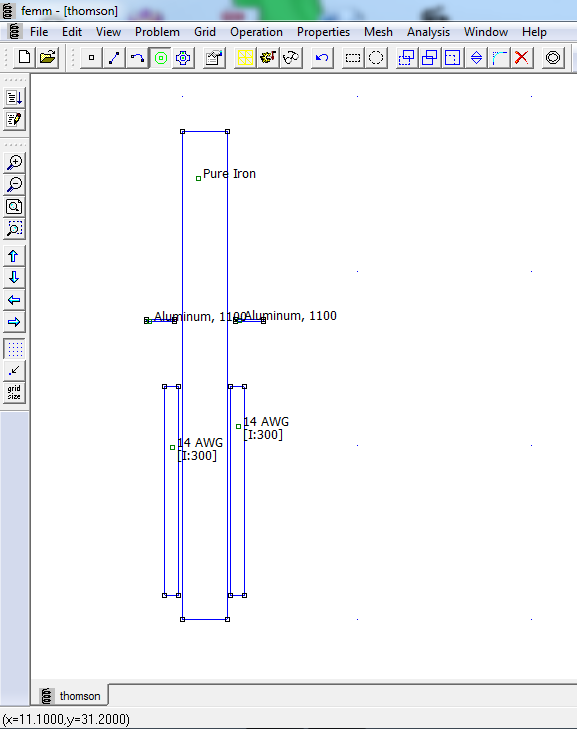 femm - [thomson]
File Edit View Problem Grid Operation Properties Mesh Analysis Window Help
Pure Iron
Aluminum, 1100
Aluminum, 1100
14 AWG
[I:300]
14 AWG
[I:300]
grid
size
thomson
(x=11.1000,y=31.2000)